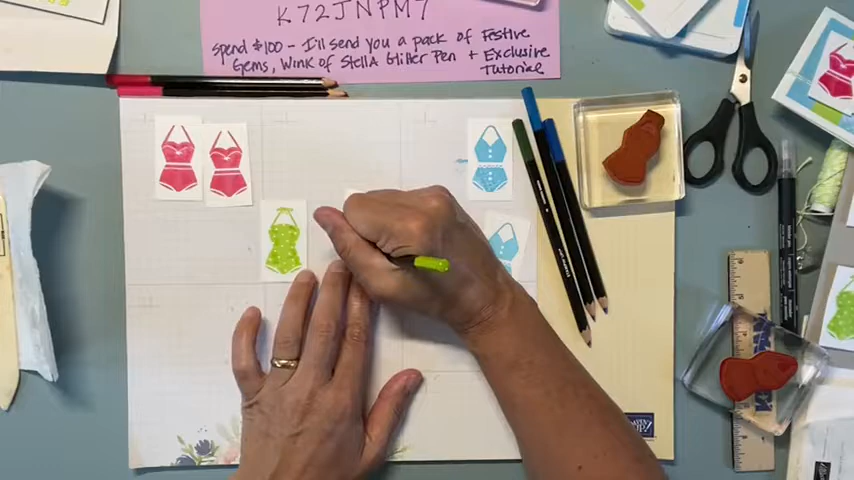 K72JNPM7
Spend $100 - I'll send you a pack of Festive
Gems, Wink of Stella Glitter Pen + Exclusive
Tutorial